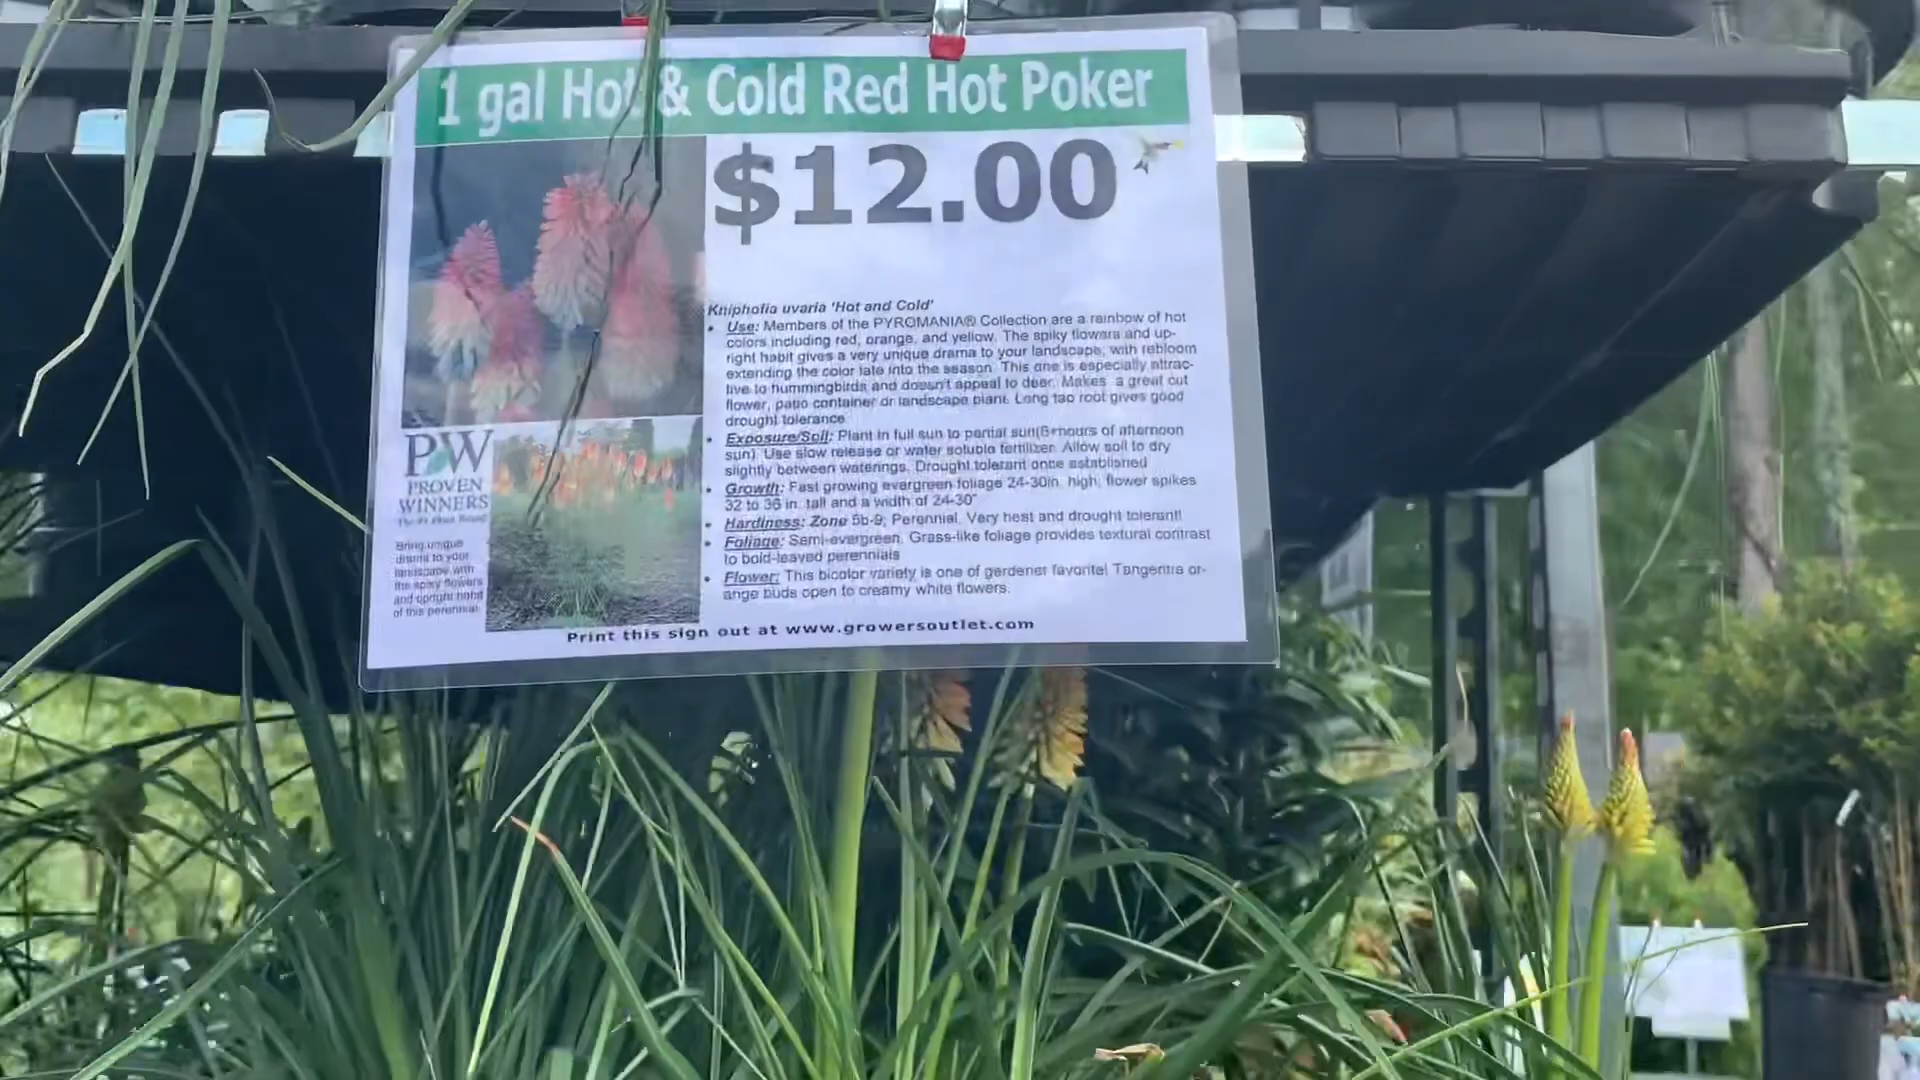 1 gal Hot & Cold Red Hot Poker
$12.00
Kniphofia uvaria 'Hot and Cold'
• Use: Members of the PYROMANIA® Collection are a rainbow of hot
colors including red, orange, and yellow. The spiky flowers and up-
right habit gives a very unique drama to your landscape, with rebloom
extending the color late into the season. This one is especially attrac-
tive to hummingbirds and doesn't appeal to deer. Makes a great cut
flower, patio container or landscape plant. Long tap root gives good
drought tolerance
• Exposure/Soil: Plant in full sun to partial sun(6+hours of afternoon
sun). Use slow release or water soluble fertilizer. Allow soil to dry
slightly between waterings. Drought tolerant once established
• Growth: Fast growing evergreen foliage 24-30in. high, flower spikes
32 to 36 in. tall and a width of 24-30"
• Hardiness: Zone 5b-9; Perennial. Very heat and drought tolerant!
• Foliage: Semi-evergreen. Grass-like foliage provides textural contrast
to bold-leaved perennials
• Flower: This bicolor variety is one of gardener favorite! Tangerine or-
ange buds open to creamy white flowers.
PW
PROVEN
WINNERS
The #1 Plant Brand
Bring unique
drama to your
landscape with
the spiky flowers
and upright habit
of this perennial.
Print this sign out at www.growersoutlet.com